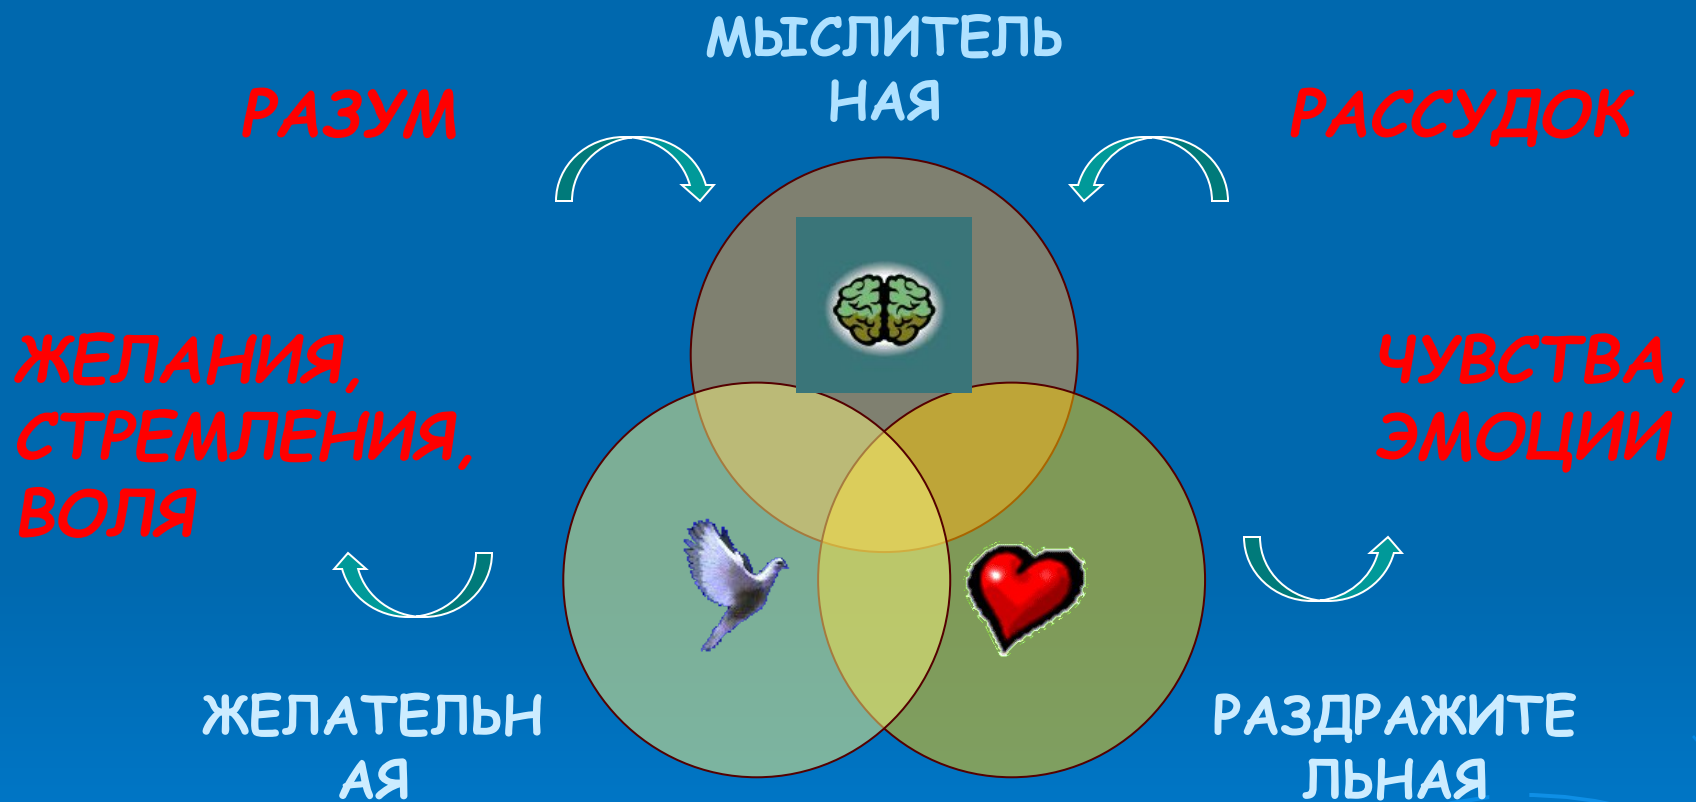 МЫСЛИТЕЛЬ
НАЯ
РАЗУМ
РАССУДОК
ЖЕЛАНИЯ,
СТРЕМЛЕНИЯ,
ВОЛЯ
ЧУВСТВА,
ЭМОЦИИ
ЖЕЛАТЕЛЬН
АЯ
РАЗДРАЖИТЕ
ЛЬНАЯ